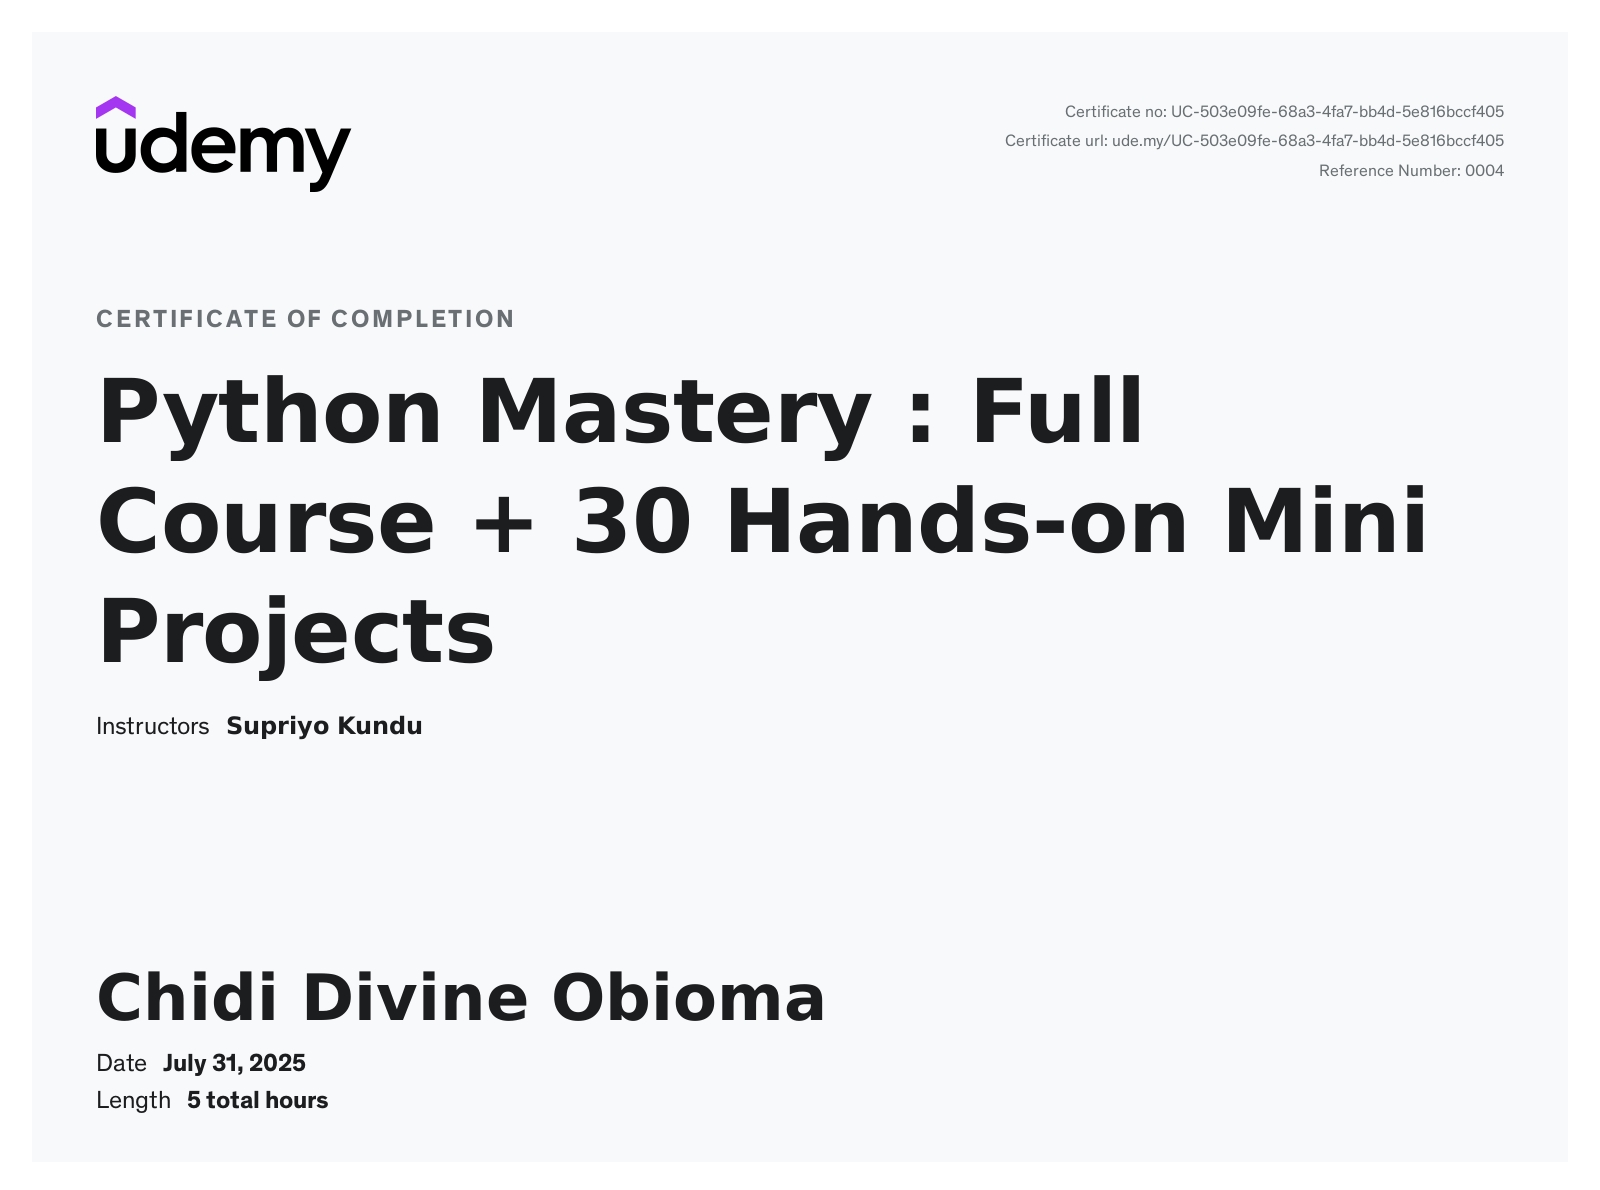 udemy
Certificate no: UC-503e09fe-68a3-4fa7-bb4d-5e816bccf405
Certificate url: ude.my/UC-503e09fe-68a3-4fa7-bb4d-5e816bccf405
Reference Number: 0004
CERTIFICATE OF COMPLETION
Python Mastery : Full
Course + 30 Hands-on Mini
Projects
Instructors Supriyo Kundu
Chidi Divine Obioma
Date July 31, 2025
Length 5 total hours